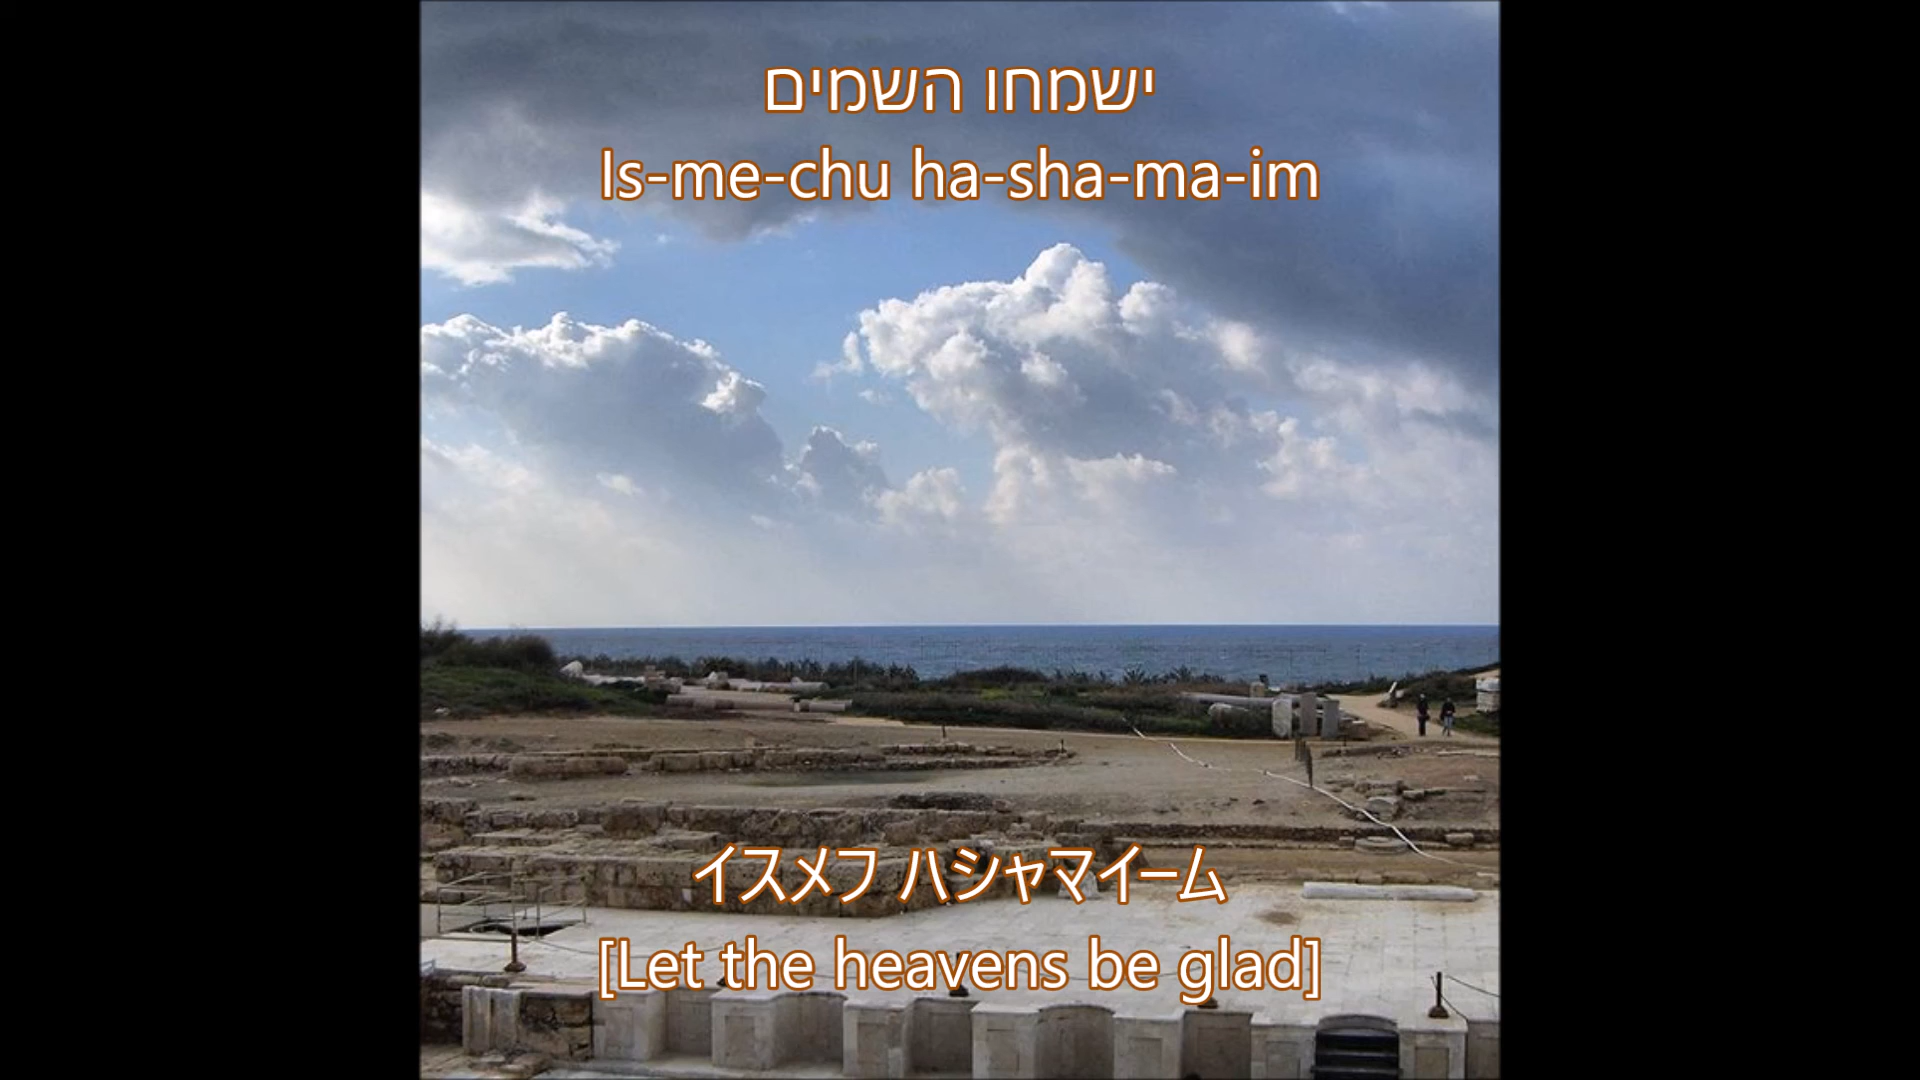 ישמחו השמים
Is-me-chu ha-sha-ma-im
イスメフ ハシャマイーム
[Let the heavens be glad]